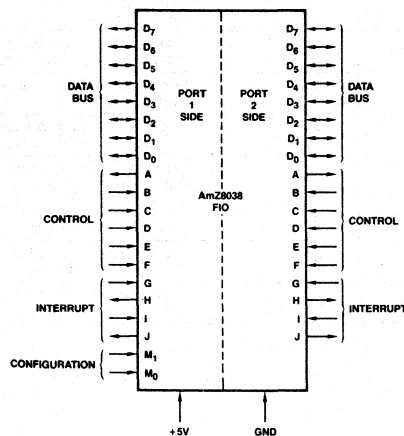 D7 D7
D6 D6
D5 D5
DATA BUS D4 PORT 1 SIDE PORT 2 SIDE D4 DATA BUS
D3 D3
D2 D2
D1 D1
D0 D0
A A
B AmZ8038 FIO B
CONTROL C C CONTROL
D D
E E
F F
G G
INTERRUPT H H INTERRUPT
I I
J J
CONFIGURATION M1
M0
+5V GND